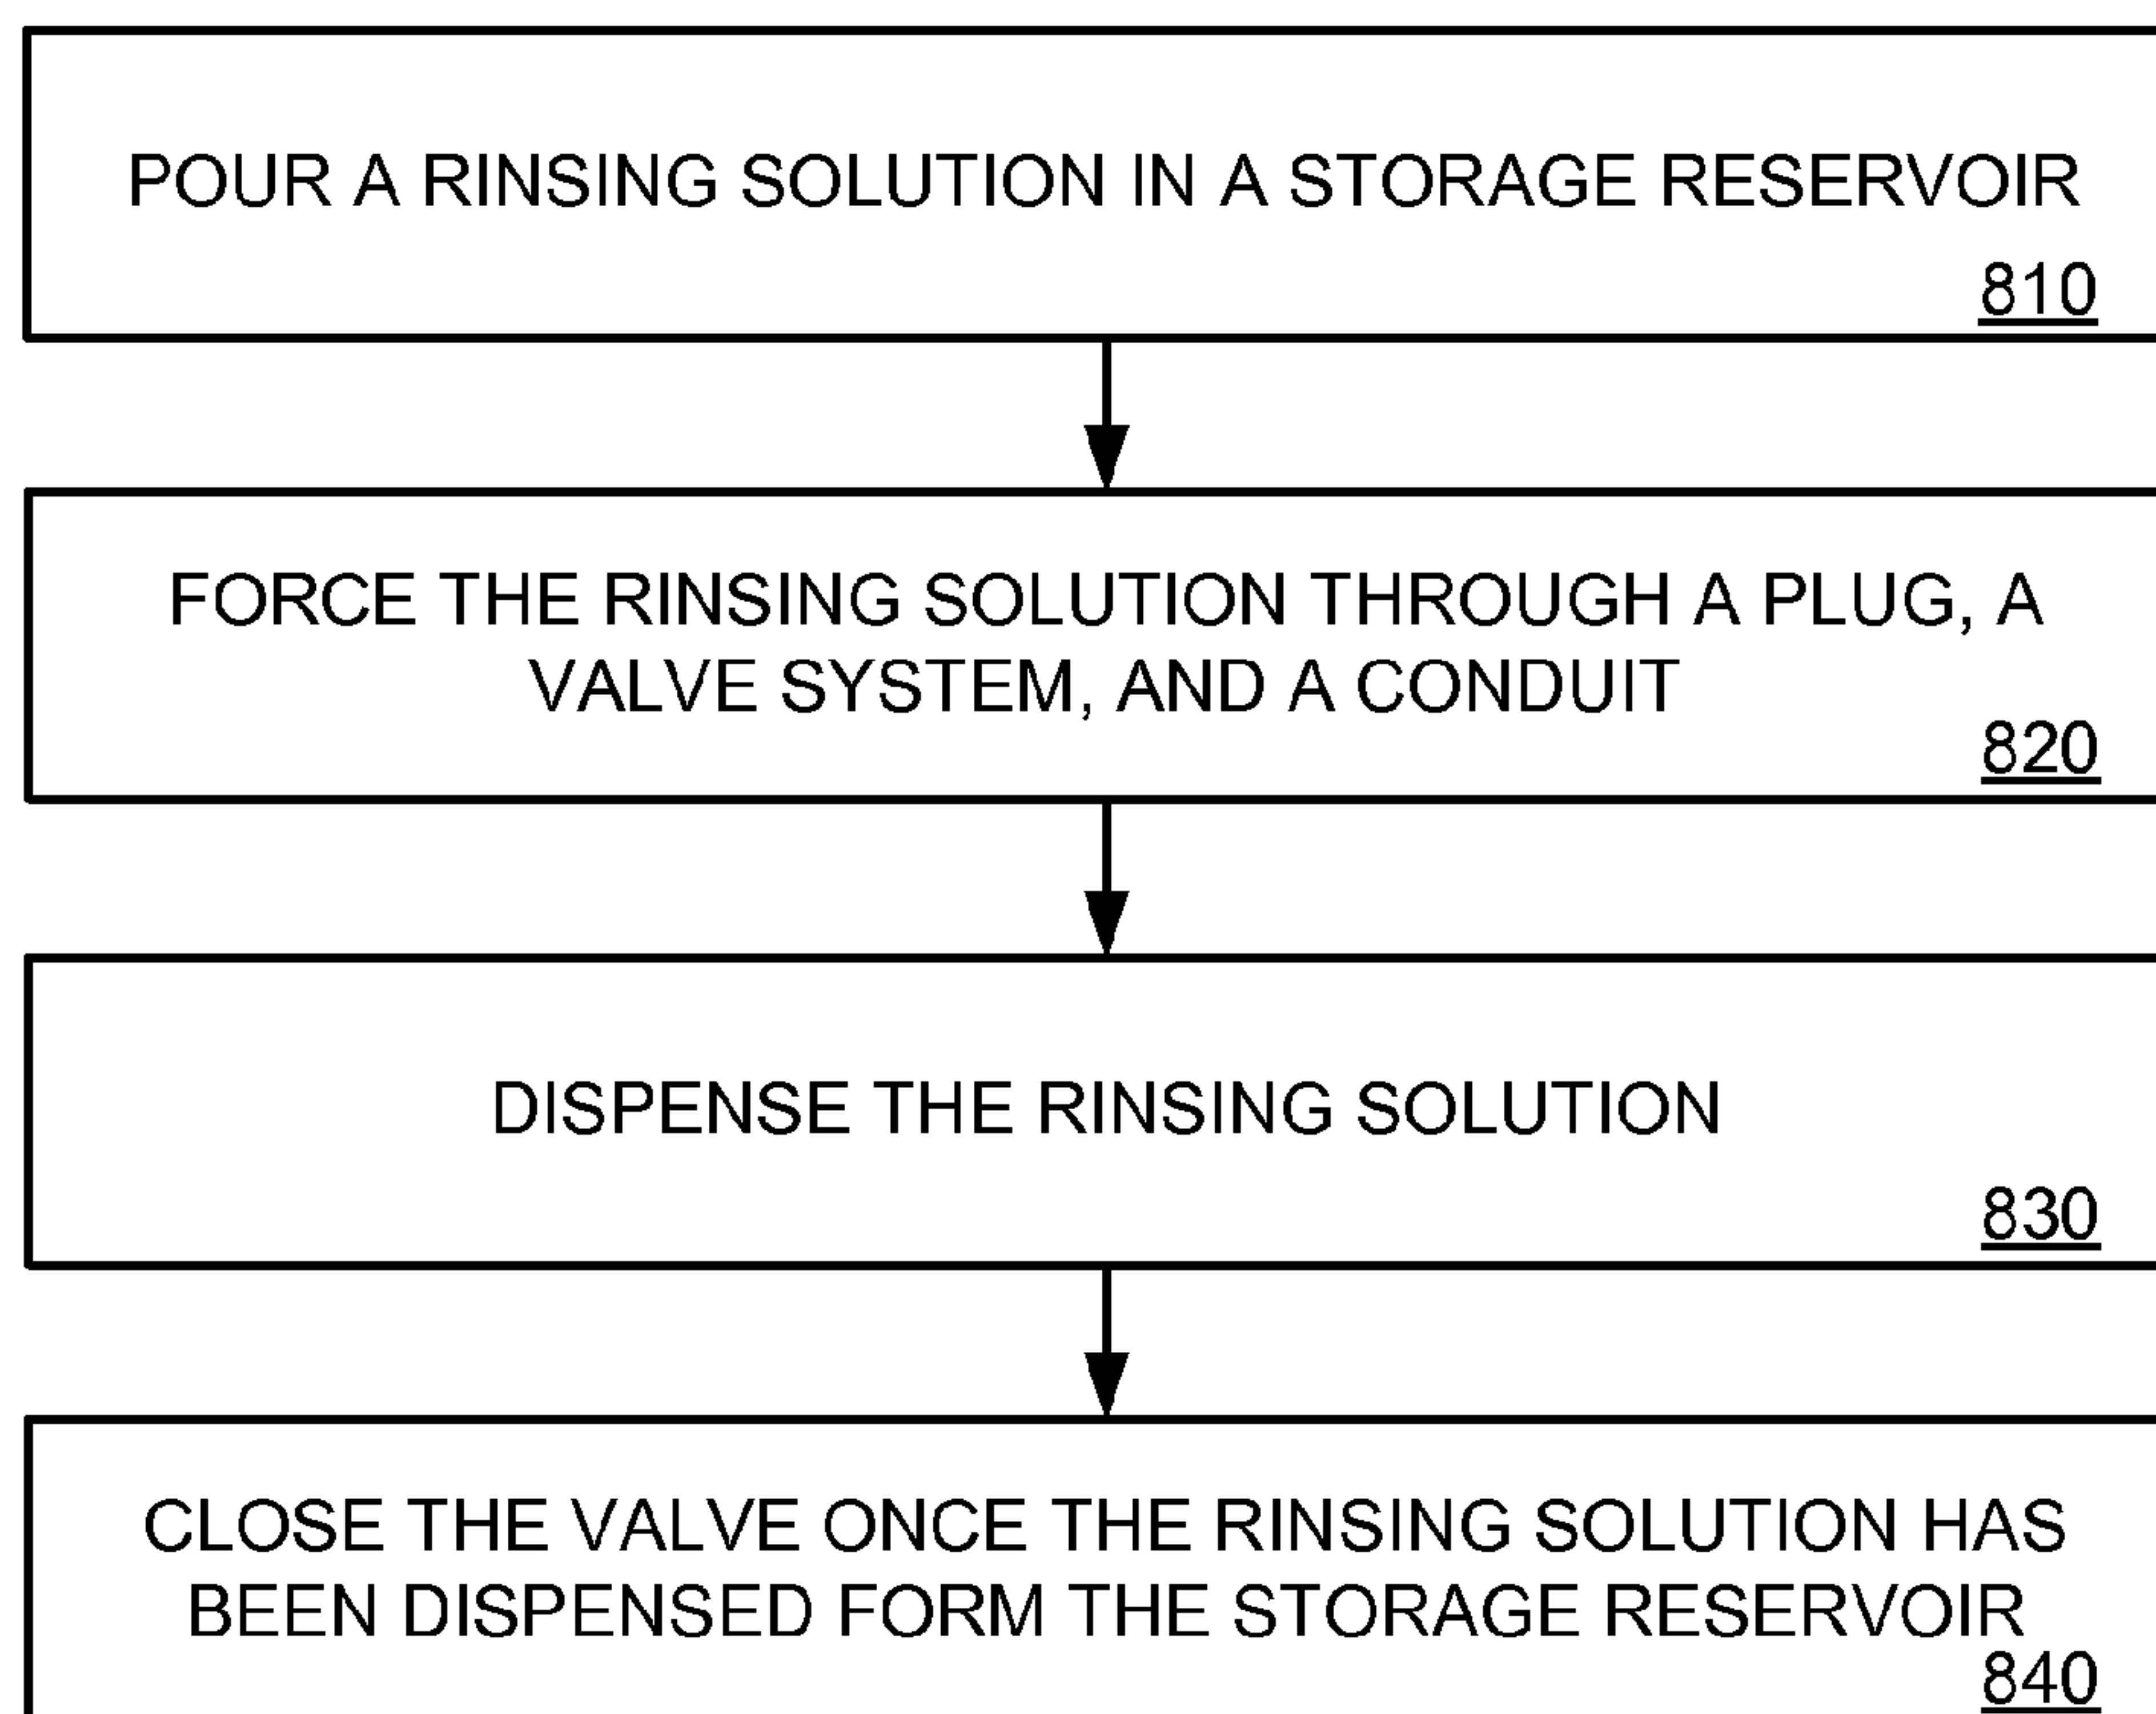 POUR A RINSING SOLUTION IN A STORAGE RESERVOIR
810
FORCE THE RINSING SOLUTION THROUGH A PLUG, A
VALVE SYSTEM, AND A CONDUIT
820
DISPENSE THE RINSING SOLUTION
830
CLOSE THE VALVE ONCE THE RINSING SOLUTION HAS
BEEN DISPENSED FORM THE STORAGE RESERVOIR
840